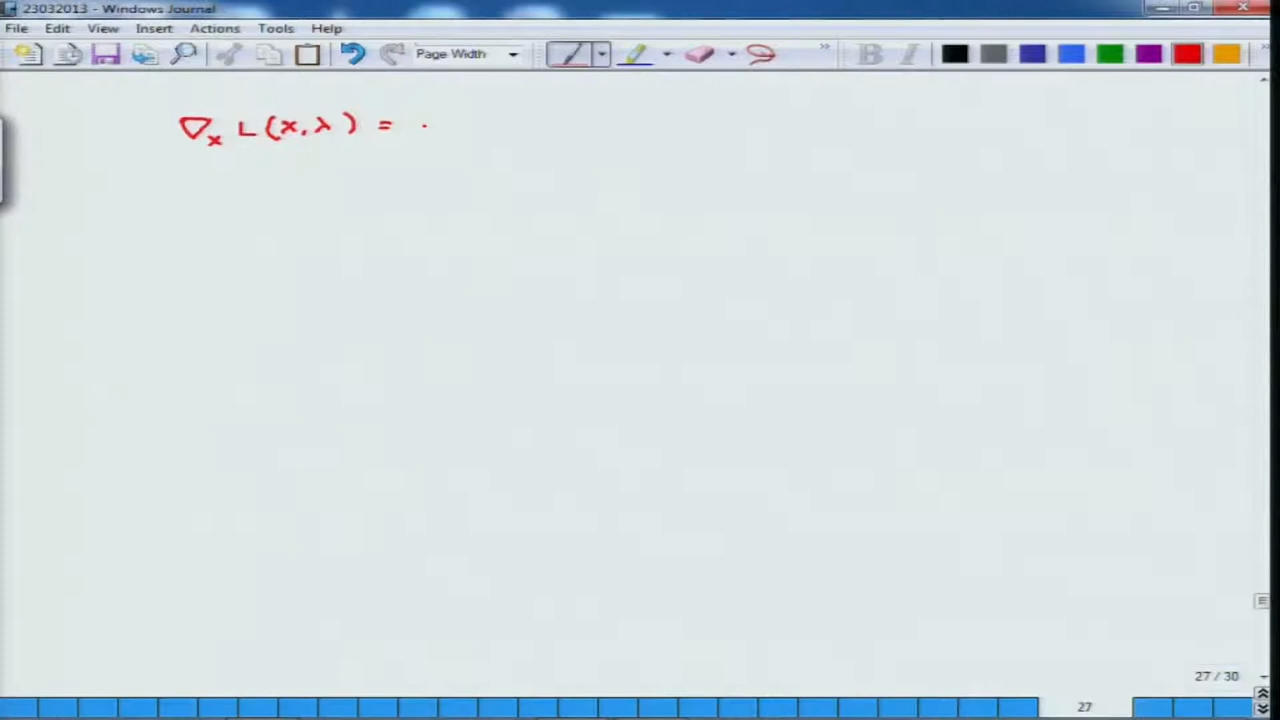 23032013 - Windows Journal
File Edit View Insert Actions Tools Help
Page Width
B I
∇ₓ L(x,λ) = .
27 / 30
27